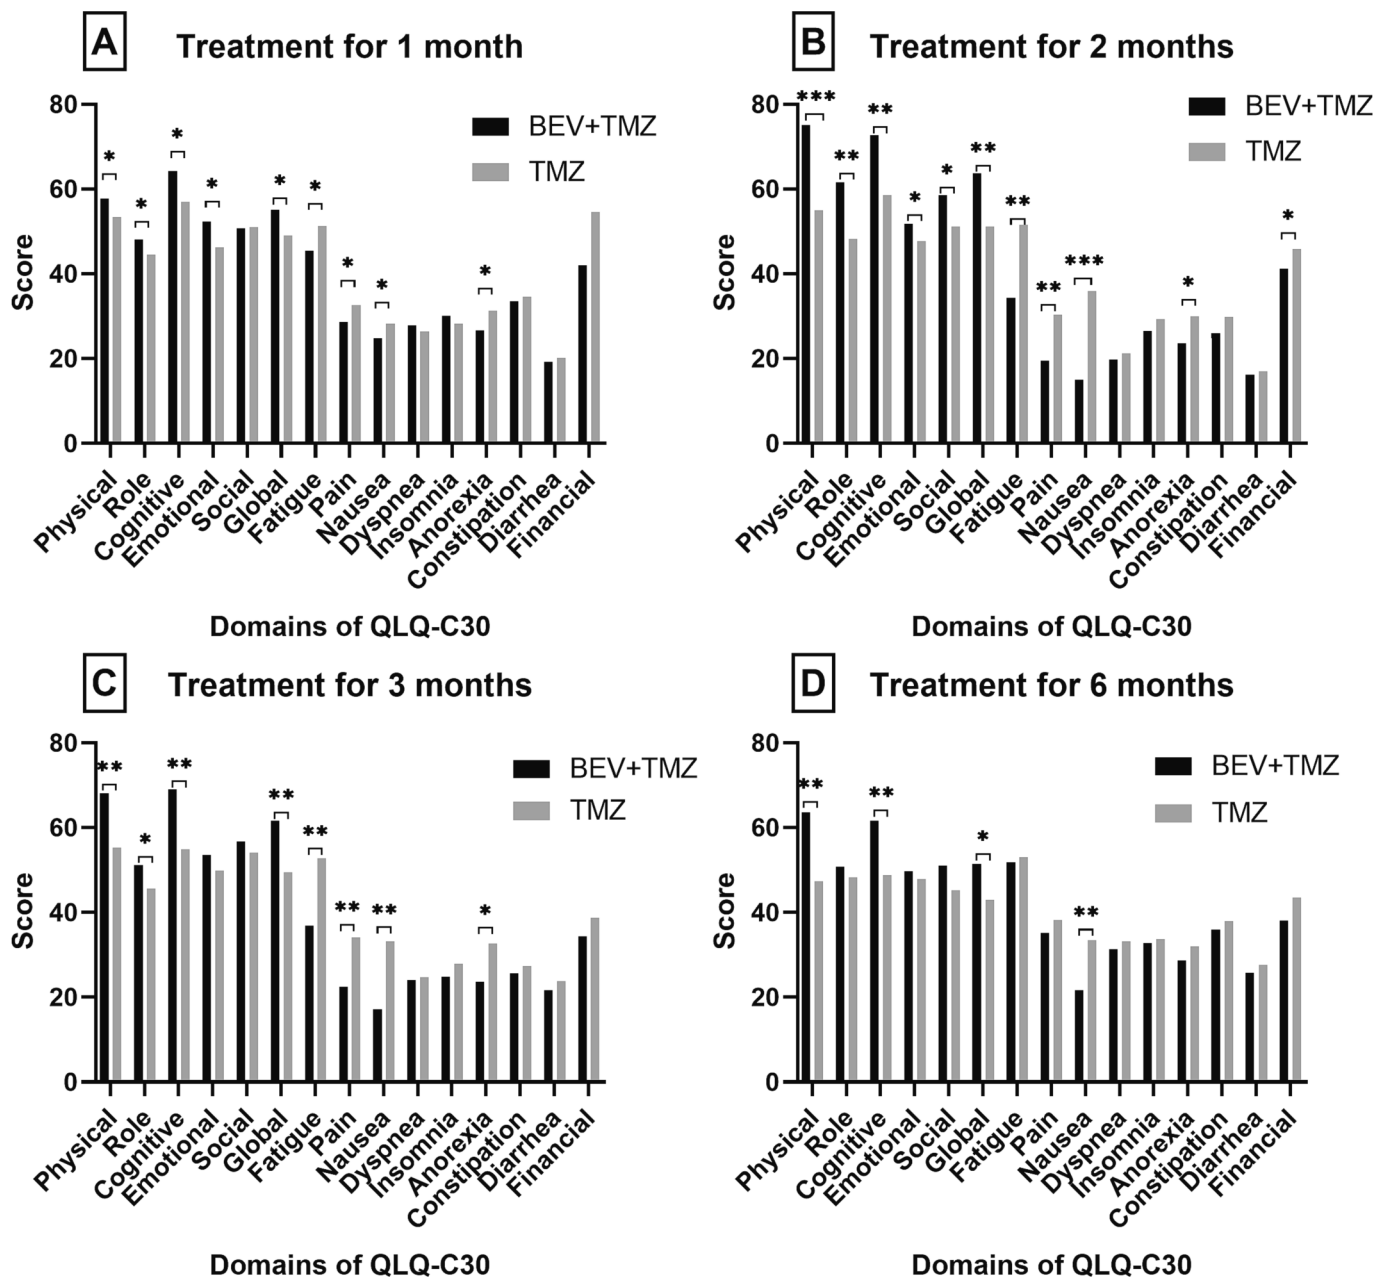 A Treatment for 1 month
80
60
40
20
0
Score
BEV+TMZ
TMZ
* * * * * * * * *
Physical Role Cognitive Emotional Social Global Fatigue Pain Nausea Dyspnea Insomnia Anorexia Constipation Diarrhea Financial
Domains of QLQ-C30
B Treatment for 2 months
80
60
40
20
0
Score
BEV+TMZ
TMZ
*** ** ** * * ** ** ** *** * *
Physical Role Cognitive Emotional Social Global Fatigue Pain Nausea Dyspnea Insomnia Anorexia Constipation Diarrhea Financial
Domains of QLQ-C30
C Treatment for 3 months
80
60
40
20
0
Score
BEV+TMZ
TMZ
** * ** ** ** ** ** *
Physical Role Cognitive Emotional Social Global Fatigue Pain Nausea Dyspnea Insomnia Anorexia Constipation Diarrhea Financial
Domains of QLQ-C30
D Treatment for 6 months
80
60
40
20
0
Score
BEV+TMZ
TMZ
** ** * **
Physical Role Cognitive Emotional Social Global Fatigue Pain Nausea Dyspnea Insomnia Anorexia Constipation Diarrhea Financial
Domains of QLQ-C30